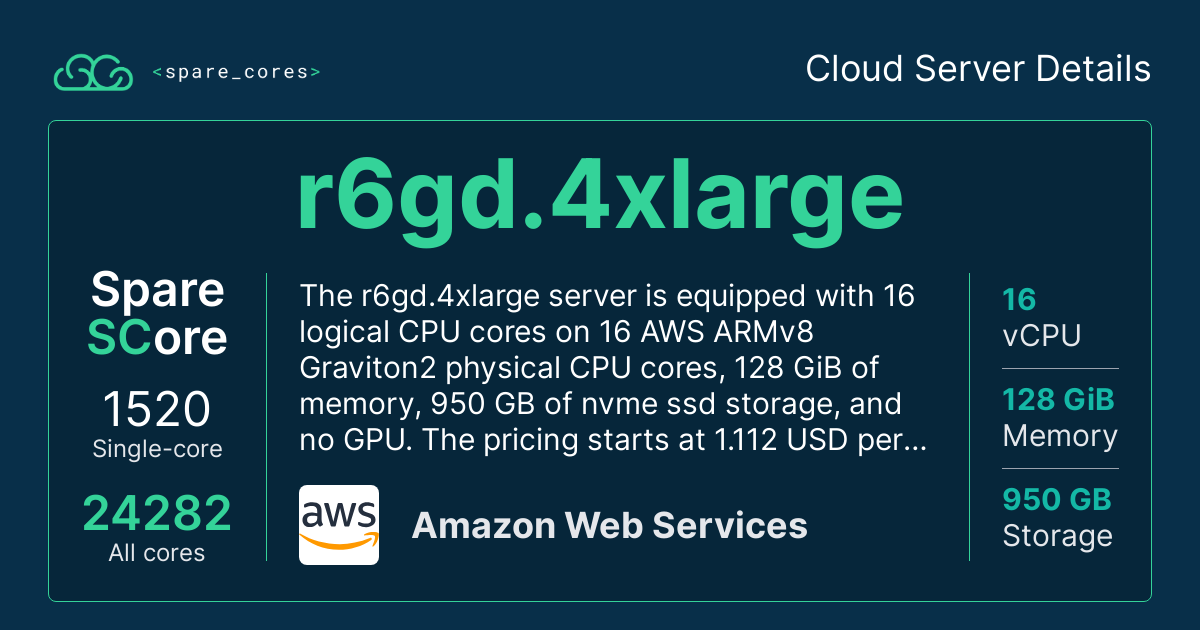 <spare_cores>
Cloud Server Details
r6gd.4xlarge
Spare
SCore
1520
Single-core
24282
All cores
The r6gd.4xlarge server is equipped with 16
logical CPU cores on 16 AWS ARMv8
Graviton2 physical CPU cores, 128 GiB of
memory, 950 GB of nvme ssd storage, and
no GPU. The pricing starts at 1.112 USD per...
aws
Amazon Web Services
16
vCPU
128 GiB
Memory
950 GB
Storage